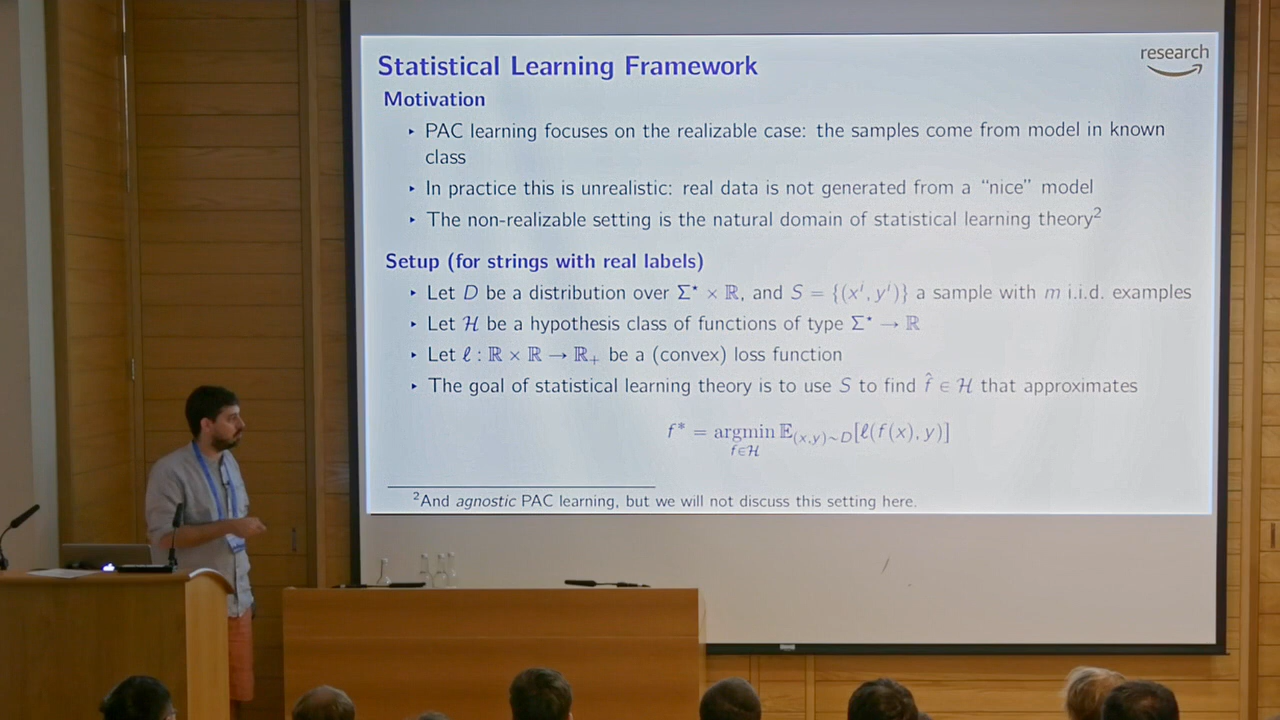 research
Statistical Learning Framework
Motivation
‣ PAC learning focuses on the realizable case: the samples come from model in known
class
‣ In practice this is unrealistic: real data is not generated from a “nice” model
‣ The non-realizable setting is the natural domain of statistical learning theory²
Setup (for strings with real labels)
‣ Let D be a distribution over Σ* × ℝ, and S = {(xⁱ, yⁱ)} a sample with m i.i.d. examples
‣ Let ℋ be a hypothesis class of functions of type Σ* → ℝ
‣ Let ℓ : ℝ × ℝ → ℝ₊ be a (convex) loss function
‣ The goal of statistical learning theory is to use S to find f̂ ∈ ℋ that approximates
f* = argmin 𝔼₍ₓ,y₎∼D[ℓ(f(x), y)]
f∈ℋ
²And agnostic PAC learning, but we will not discuss this setting here.